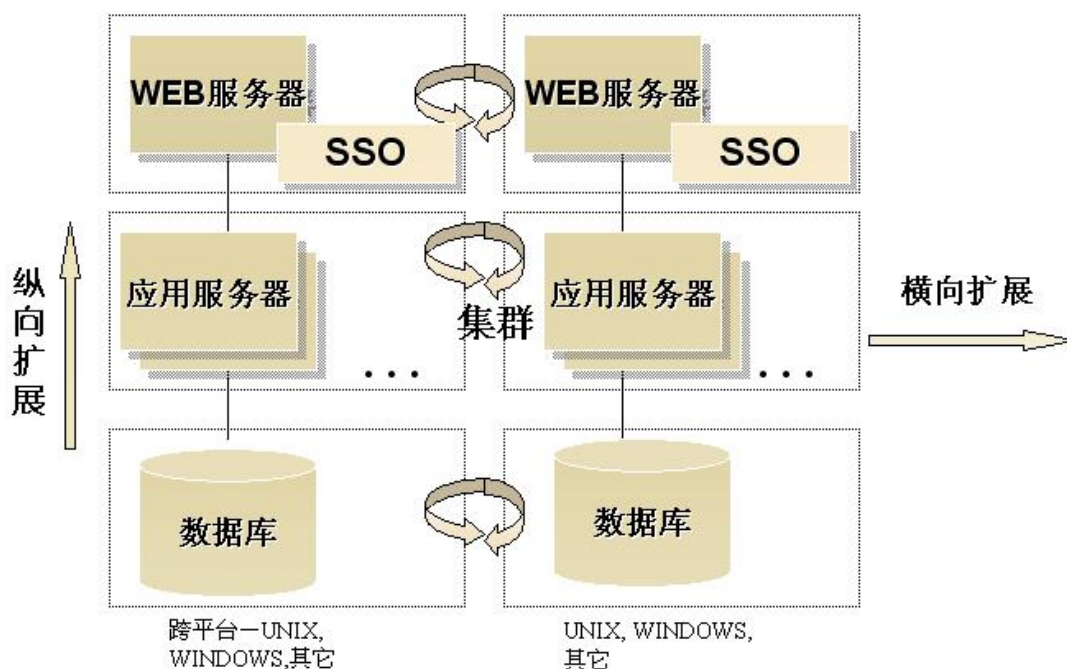 WEB服务器
WEB服务器
SSO
SSO
纵向扩展
应用服务器
应用服务器
集群
横向扩展
...
...
数据库
数据库
跨平台－UNIX,
WINDOWS,其它
UNIX, WINDOWS,
其它